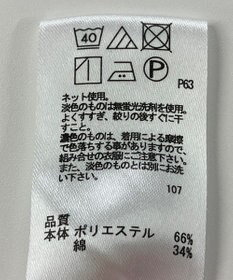 40
P
P63
ネット使用。
淡色のものは無蛍光洗剤を使用。
よくすすぎ、絞りの後すぐに干
すこと。
濃色のものは、着用による摩擦
で色落ちする事がありますので、
組み合せの衣服にご注意下さい。
また、淡色のものとは別にお洗
い下さい。
107
品質
本体 ポリエステル 66%
綿 34%